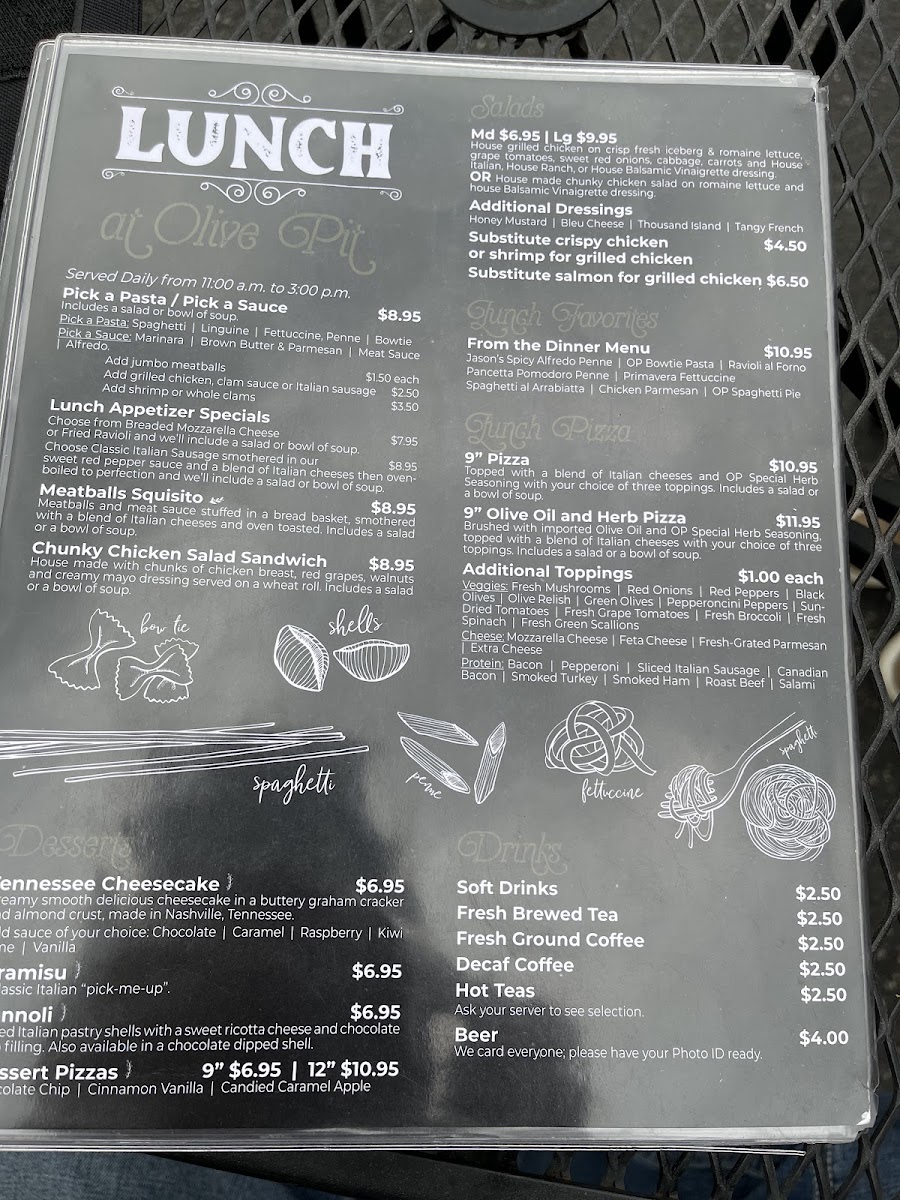 LUNCH
at Olive Pit
Served Daily from 11:00 a.m. to 3:00 p.m.
Pick a Pasta / Pick a Sauce $8.95
Includes a salad or bowl of soup.
Pick a Pasta: Spaghetti | Linguine | Fettuccine, Penne | Bowtie
Pick a Sauce: Marinara | Brown Butter & Parmesan | Meat Sauce
| Alfredo.
Add jumbo meatballs $1.50 each
Add grilled chicken, clam sauce or Italian sausage $2.50
Add shrimp or whole clams $3.50
Lunch Appetizer Specials
Choose from Breaded Mozzarella Cheese
or Fried Ravioli and we'll include a salad or bowl of soup. $7.95
Choose Classic Italian Sausage smothered in our $8.95
sweet red pepper sauce and a blend of Italian cheeses then oven-
boiled to perfection and we'll include a salad or bowl of soup.
Meatballs Squisito $8.95
Meatballs and meat sauce stuffed in a bread basket, smothered
with a blend of Italian cheeses and oven toasted. Includes a salad
or a bowl of soup.
Chunky Chicken Salad Sandwich $8.95
House made with chunks of chicken breast, red grapes, walnuts
and creamy mayo dressing served on a wheat roll. Includes a salad
or a bowl of soup.
Salads
Md $6.95 | Lg $9.95
House grilled chicken on crisp fresh iceberg & romaine lettuce,
grape tomatoes, sweet red onions, cabbage, carrots and House
Italian, House Ranch, or House Balsamic Vinaigrette dressing.
OR House made chunky chicken salad on romaine lettuce and
house Balsamic Vinaigrette dressing.
Additional Dressings
Honey Mustard | Bleu Cheese | Thousand Island | Tangy French
Substitute crispy chicken $4.50
or shrimp for grilled chicken
Substitute salmon for grilled chicken $6.50
Lunch Favorites
From the Dinner Menu $10.95
Jason's Spicy Alfredo Penne | OP Bowtie Pasta | Ravioli al Forno
Pancetta Pomodoro Penne | Primavera Fettuccine
Spaghetti al Arrabiatta | Chicken Parmesan | OP Spaghetti Pie
Lunch Pizza
9" Pizza $10.95
Topped with a blend of Italian cheeses and OP Special Herb
Seasoning with your choice of three toppings. Includes a salad or
a bowl of soup.
9" Olive Oil and Herb Pizza $11.95
Brushed with imported Olive Oil and OP Special Herb Seasoning,
topped with a blend of Italian cheeses with your choice of three
toppings. Includes a salad or a bowl of soup.
Additional Toppings $1.00 each
Veggies: Fresh Mushrooms | Red Onions | Red Peppers | Black
Olives | Olive Relish | Green Olives | Pepperoncini Peppers | Sun-
Dried Tomatoes | Fresh Grape Tomatoes | Fresh Broccoli | Fresh
Spinach | Fresh Green Scallions
Cheese: Mozzarella Cheese | Feta Cheese | Fresh-Grated Parmesan
| Extra Cheese
Protein: Bacon | Pepperoni | Sliced Italian Sausage | Canadian
Bacon | Smoked Turkey | Smoked Ham | Roast Beef | Salami
bow tie
shells
spaghetti
penne
fettuccine
spaghetti
Desserts
Tennessee Cheesecake $6.95
reamy smooth delicious cheesecake in a buttery graham cracker
d almond crust, made in Nashville, Tennessee.
ld sauce of your choice: Chocolate | Caramel | Raspberry | Kiwi
me | Vanilla
ramisu $6.95
lassic Italian "pick-me-up".
nnoli $6.95
ed Italian pastry shells with a sweet ricotta cheese and chocolate
filling. Also available in a chocolate dipped shell.
ssert Pizzas 9" $6.95 | 12" $10.95
colate Chip | Cinnamon Vanilla | Candied Caramel Apple
Drinks
Soft Drinks $2.50
Fresh Brewed Tea $2.50
Fresh Ground Coffee $2.50
Decaf Coffee $2.50
Hot Teas $2.50
Ask your server to see selection.
Beer $4.00
We card everyone; please have your Photo ID ready.